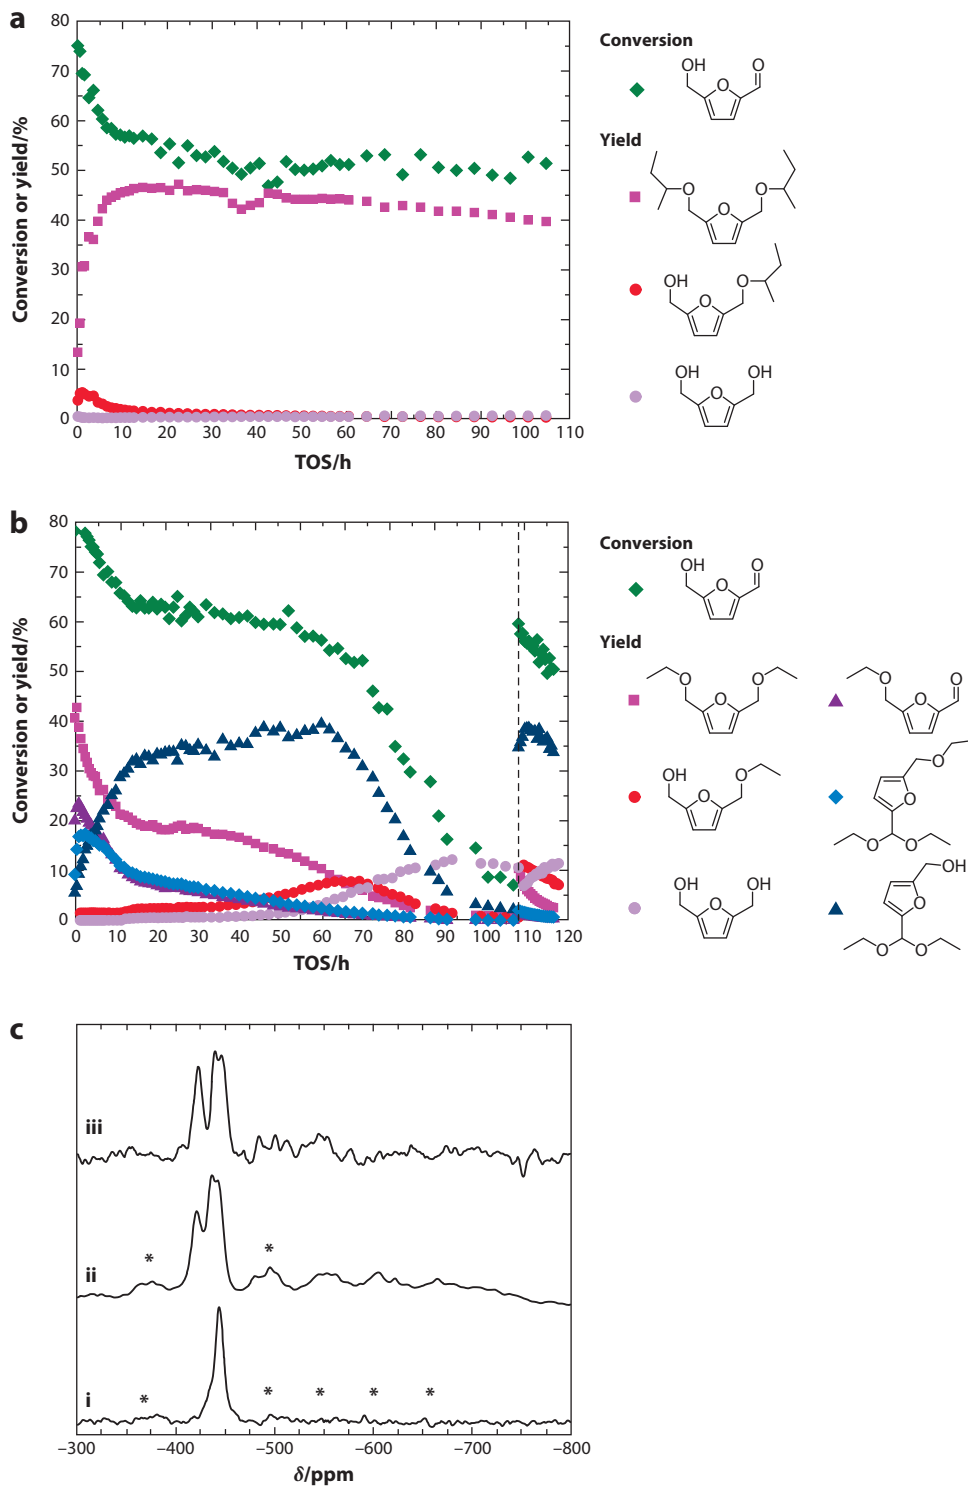 a
80
70
60
50
40
30
20
10
0
Conversion or yield/%
0 10 20 30 40 50 60 70 80 90 100 110
TOS/h
Conversion
OH O
O
Yield
O O
O
OH O
O
OH OH
O
b
80
70
60
50
40
30
20
10
0
Conversion or yield/%
0 10 20 30 40 50 60 70 80 90 100 110 120
TOS/h
Conversion
OH O
O
Yield
O O
O
O O
O
OH O
O
O
O
O O
OH OH
O
OH
O
O O
c
iii
* *
ii
* * * * *
i
−300 −400 −500 −600 −700 −800
δ/ppm